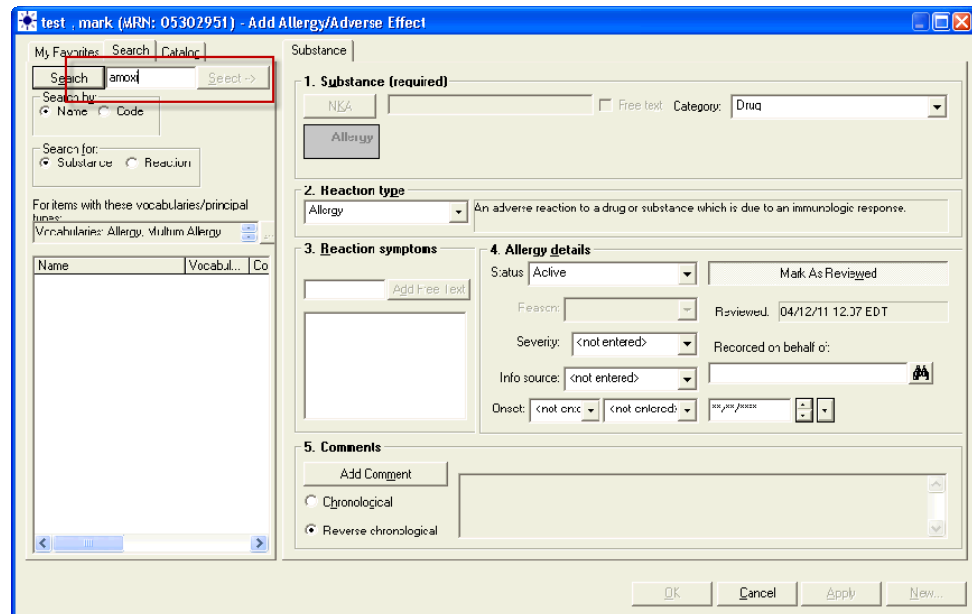 test , mark (MRN: 05302951) - Add Allergy/Adverse Effect
My Favorites Search Catalog
Search amoxi Select ->
Search by:
Name Code
Search for:
Substance Reaction
For items with these vocabularies/principal
types:
Vocabularies: Allergy, Multum Allergy ...
Name Vocabul... Co
Substance
1. Substance (required)
NKA Free text Category: Drug
Allergy
2. Reaction type
Allergy An adverse reaction to a drug or substance which is due to an immunologic response.
3. Reaction symptoms
Add Free Text
4. Allergy details
Status Active Mark As Reviewed
Reason: Reviewed: 04/12/11 12:07 EDT
Severity: <not entered> Recorded on behalf of:
Info source: <not entered>
Onset: <not ente <not entered> **/**/****
5. Comments
Add Comment
Chronological
Reverse chronological
OK Cancel Apply New...